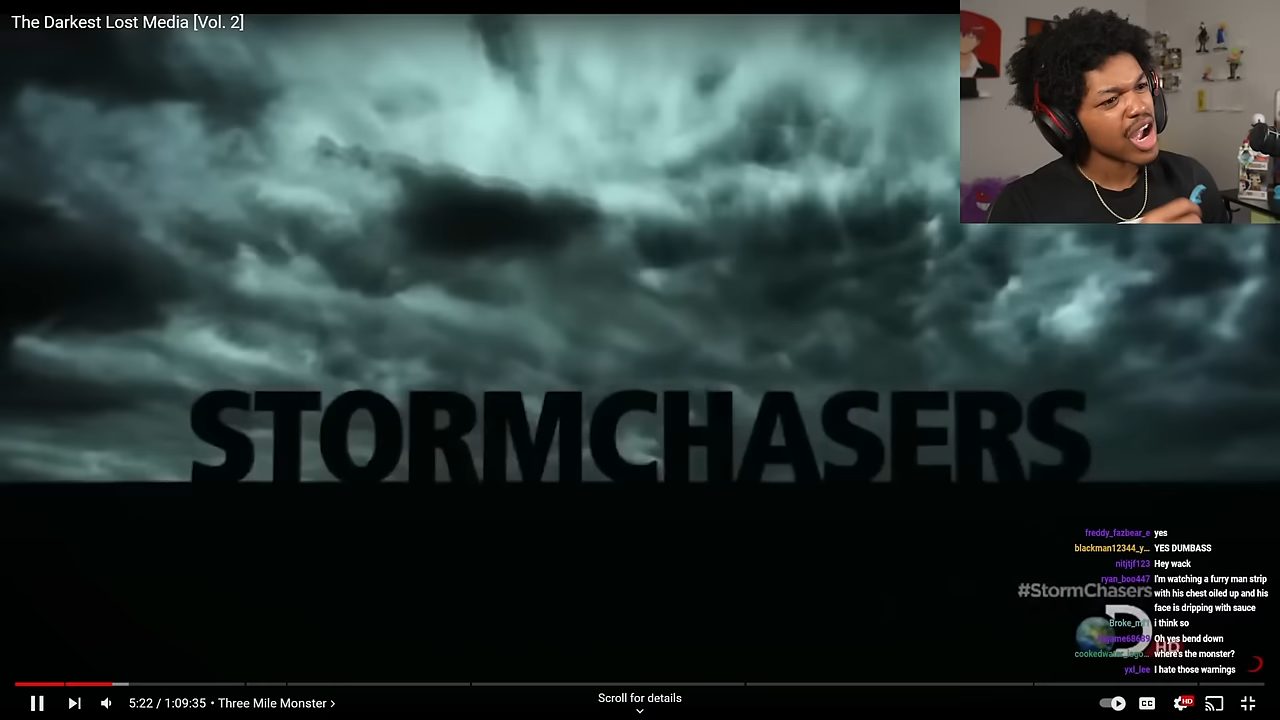 The Darkest Lost Media [Vol. 2]
STORMCHASERS
freddy_fazbear_e yes
blackman12344_y... YES DUMBASS
nitjtjf123 Hey wack
ryan_boo447 I'm watching a furry man strip
with his chest oiled up and his
face is dripping with sauce
#StormChasers
i think so
Oh yes bend down
where's the monster?
HD
yxl_lee I hate those warnings
5:22 / 1:09:35 • Three Mile Monster ›
Scroll for details
CC
HD